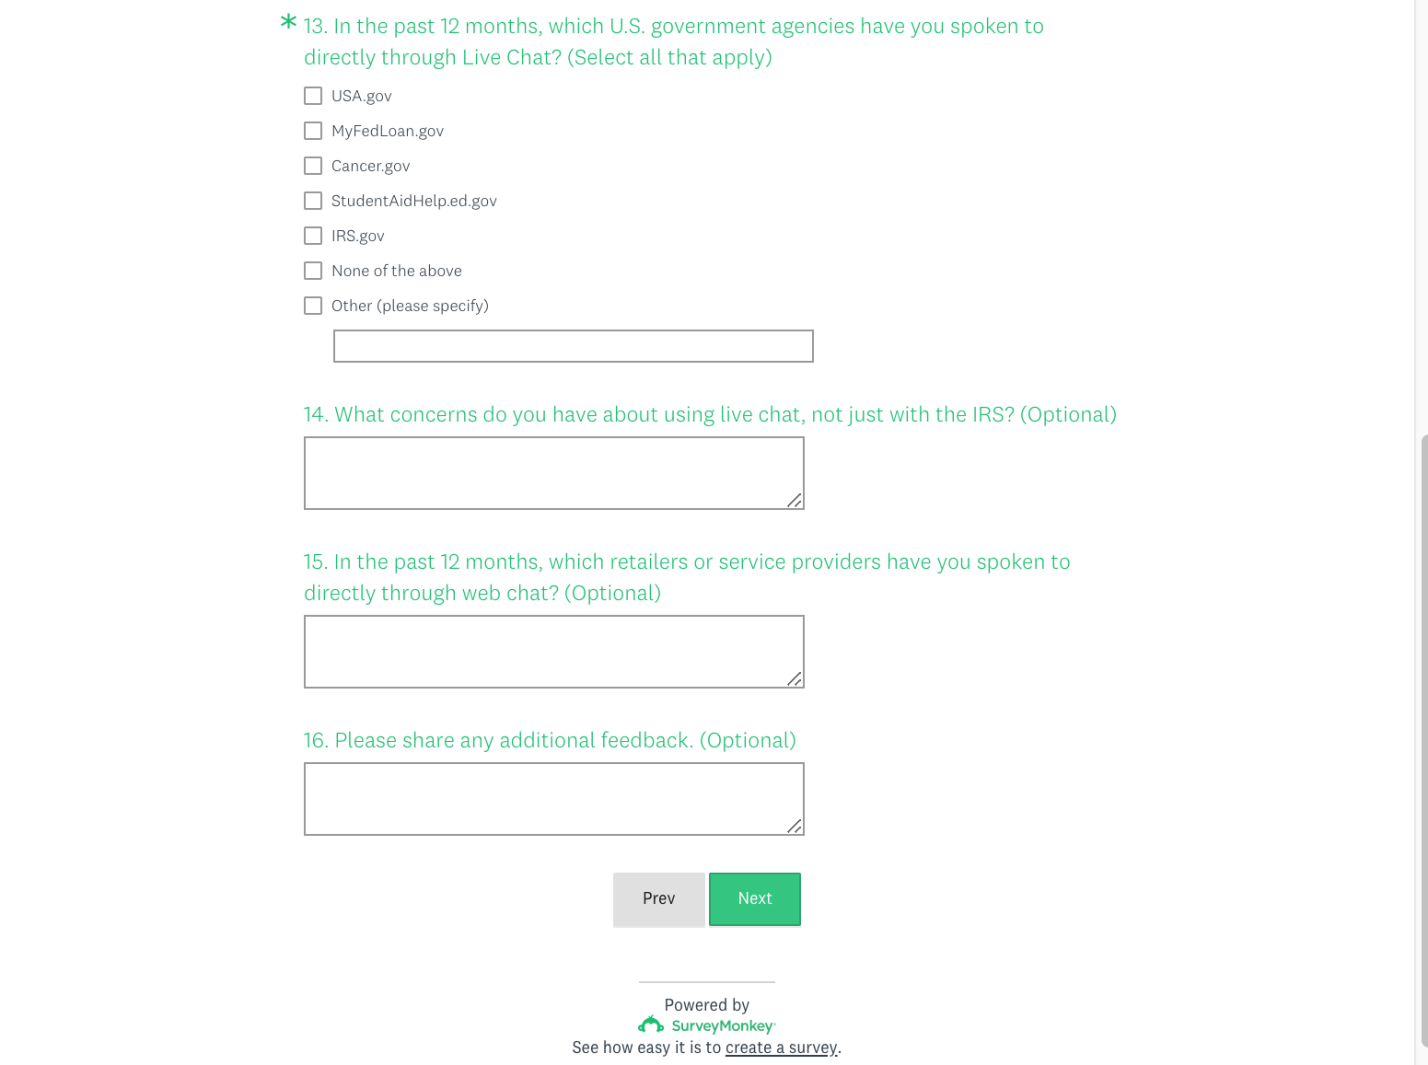 * 13. In the past 12 months, which U.S. government agencies have you spoken to
directly through Live Chat? (Select all that apply)
USA.gov
MyFedLoan.gov
Cancer.gov
StudentAidHelp.ed.gov
IRS.gov
None of the above
Other (please specify)
14. What concerns do you have about using live chat, not just with the IRS? (Optional)
15. In the past 12 months, which retailers or service providers have you spoken to
directly through web chat? (Optional)
16. Please share any additional feedback. (Optional)
Prev Next
Powered by
SurveyMonkey
See how easy it is to create a survey.